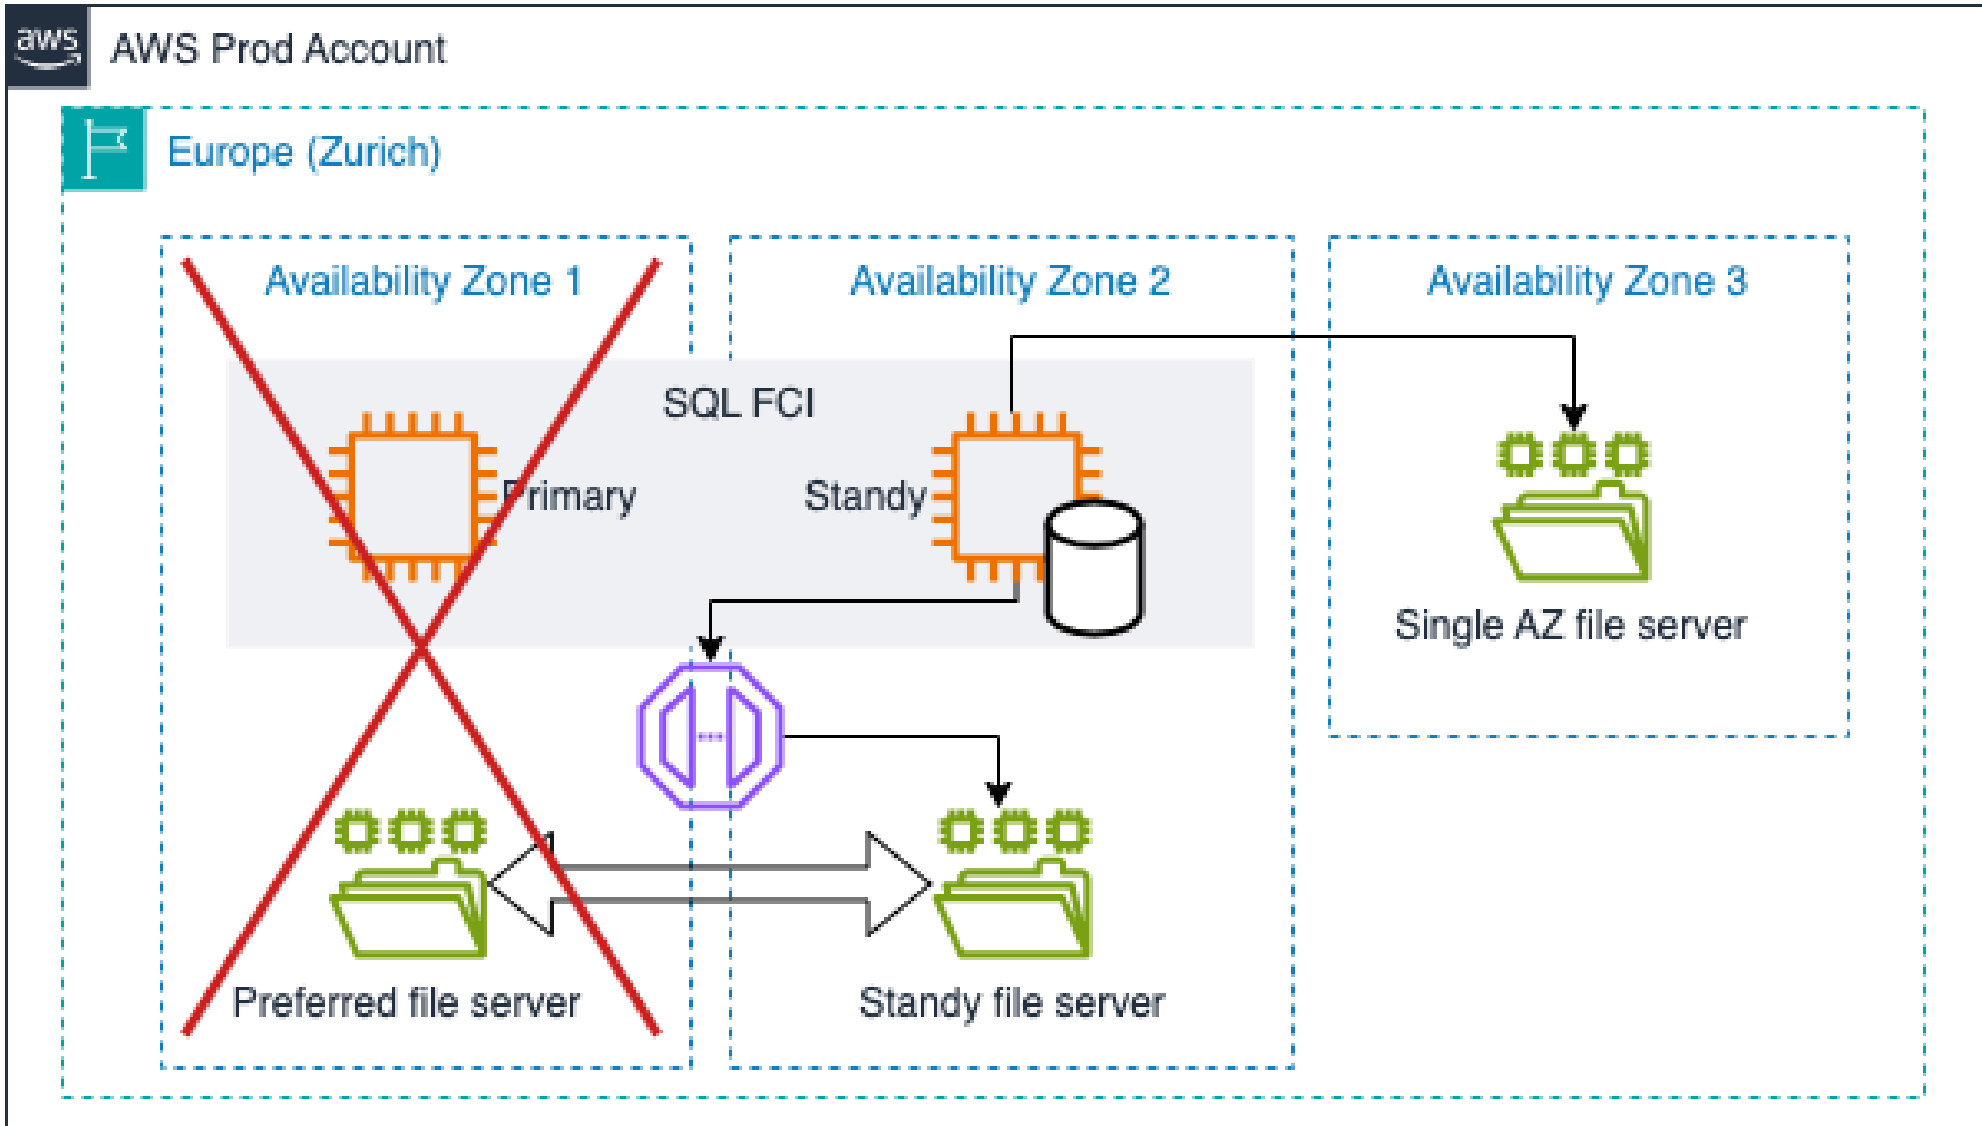 aws
AWS Prod Account
Europe (Zurich)
Availability Zone 1
Availability Zone 2
Availability Zone 3
SQL FCI
Primary
Standy
Single AZ file server
Preferred file server
Standy file server